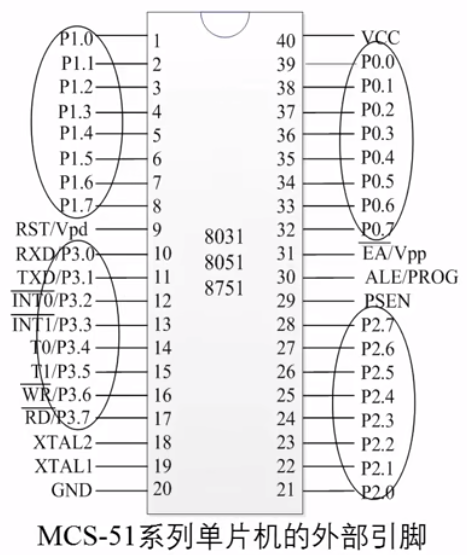 P1.0 1 40 VCC
P1.1 2 39 P0.0
P1.2 3 38 P0.1
P1.3 4 37 P0.2
P1.4 5 36 P0.3
P1.5 6 35 P0.4
P1.6 7 34 P0.5
P1.7 8 33 P0.6
RST/Vpd 9 32 P0.7
RXD/P3.0 10 8031 31 EA/Vpp
TXD/P3.1 11 8051 30 ALE/PROG
INT0/P3.2 12 8751 29 PSEN
INT1/P3.3 13 28 P2.7
T0/P3.4 14 27 P2.6
T1/P3.5 15 26 P2.5
WR/P3.6 16 25 P2.4
RD/P3.7 17 24 P2.3
XTAL2 18 23 P2.2
XTAL1 19 22 P2.1
GND 20 21 P2.0
MCS-51系列单片机的外部引脚